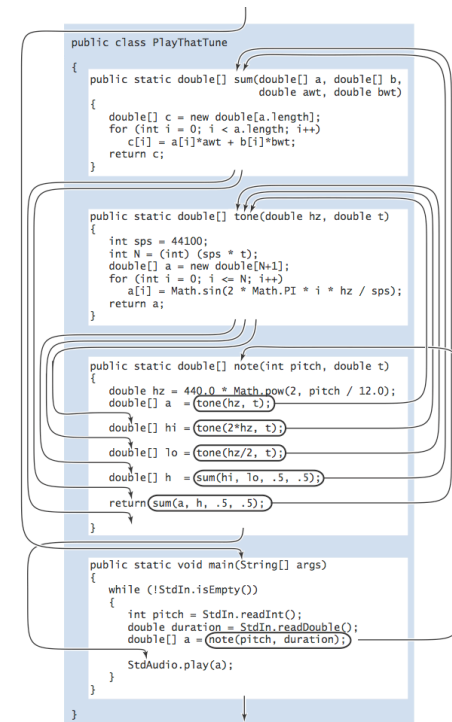 public class PlayThatTune
{
public static double[] sum(double[] a, double[] b,
double awt, double bwt)
{
double[] c = new double[a.length];
for (int i = 0; i < a.length; i++)
c[i] = a[i]*awt + b[i]*bwt;
return c;
}
public static double[] tone(double hz, double t)
{
int sps = 44100;
int N = (int) (sps * t);
double[] a = new double[N+1];
for (int i = 0; i <= N; i++)
a[i] = Math.sin(2 * Math.PI * i * hz / sps);
return a;
}
public static double[] note(int pitch, double t)
{
double hz = 440.0 * Math.pow(2, pitch / 12.0);
double[] a = tone(hz, t);
double[] hi = tone(2*hz, t);
double[] lo = tone(hz/2, t);
double[] h = sum(hi, lo, .5, .5);
return sum(a, h, .5, .5);
}
public static void main(String[] args)
{
while (!StdIn.isEmpty())
{
int pitch = StdIn.readInt();
double duration = StdIn.readDouble();
double[] a = note(pitch, duration);
StdAudio.play(a);
}
}
}